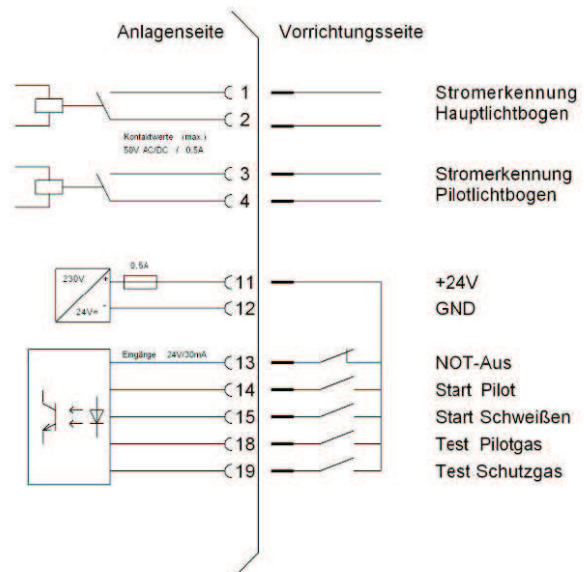 Anlagenseite Vorrichtungsseite
1 Stromerkennung
2 Hauptlichtbogen
Kontaktwerte (max.)
50V AC/DC / 0.5A
3 Stromerkennung
4 Pilotlichtbogen
230V + 0.5A 11 +24V
24V= - 12 GND
Eingänge 24V/30mA 13 NOT-Aus
14 Start Pilot
15 Start Schweißen
18 Test Pilotgas
19 Test Schutzgas